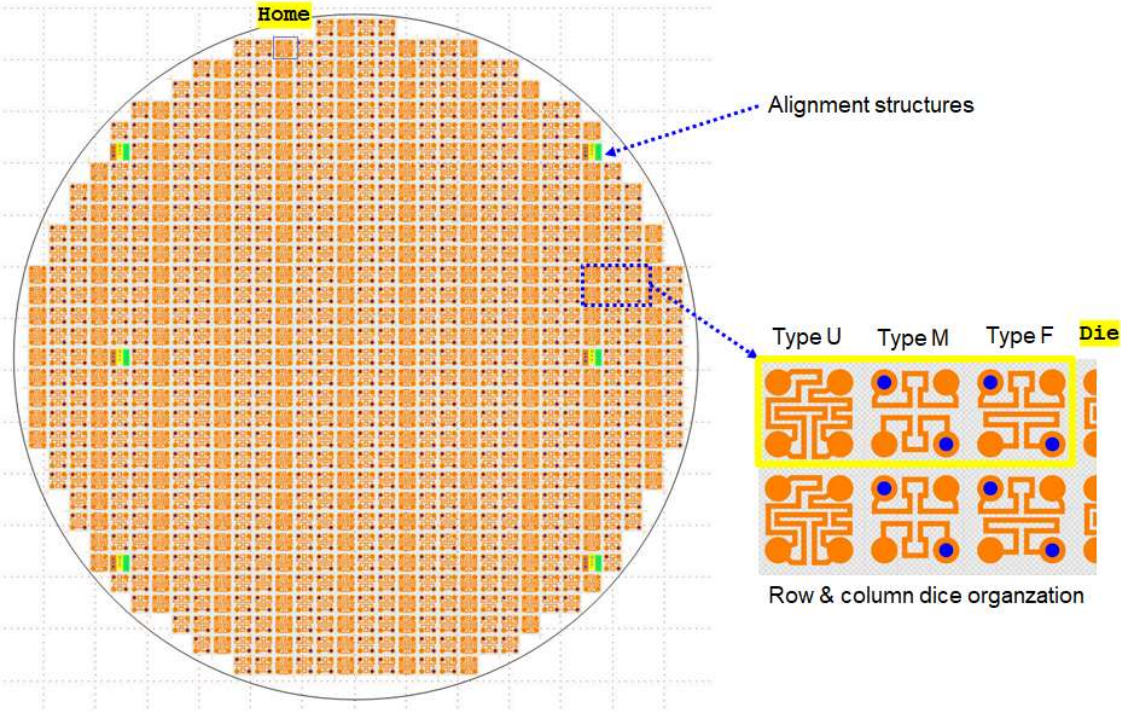 Home
Alignment structures
Type U Type M Type F Die
Row & column dice organzation